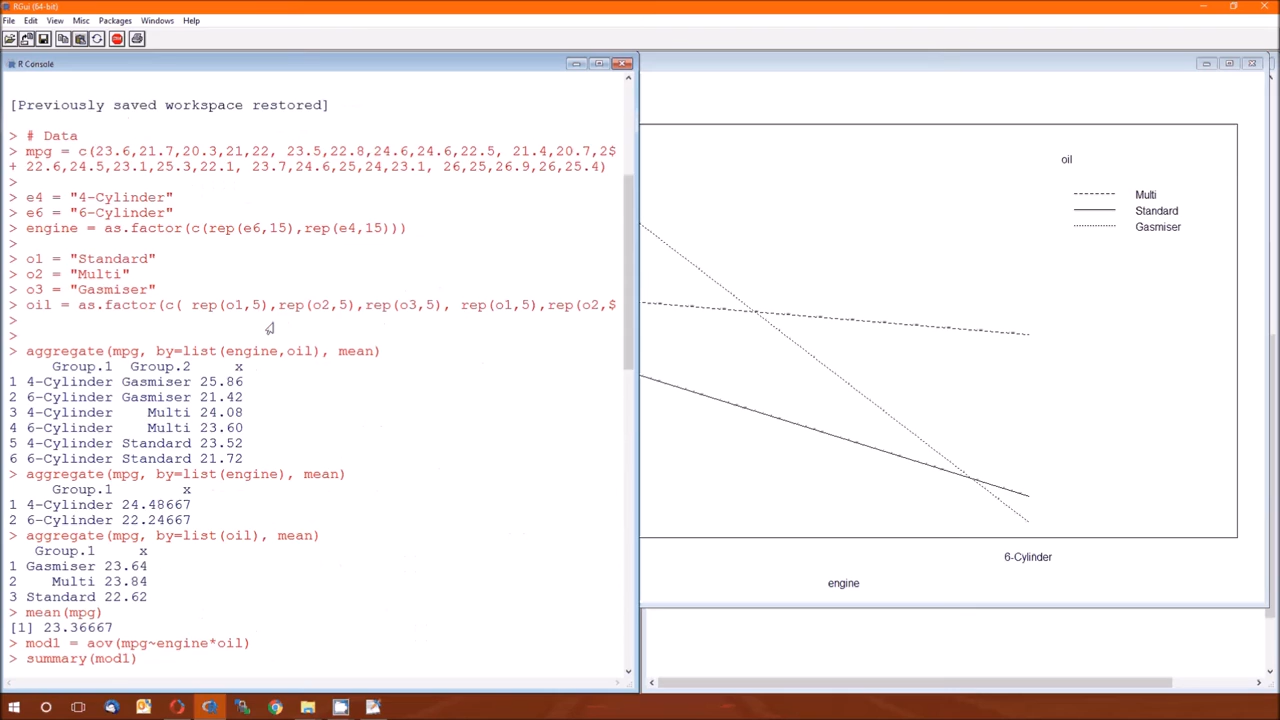 RGui (64-bit)
File Edit View Misc Packages Windows Help
STOP
R Console
[Previously saved workspace restored]
> # Data
> mpg = c(23.6,21.7,20.3,21,22, 23.5,22.8,24.6,24.6,22.5, 21.4,20.7,2$
+ 22.6,24.5,23.1,25.3,22.1, 23.7,24.6,25,24,23.1, 26,25,26.9,26,25.4)
>
> e4 = "4-Cylinder"
> e6 = "6-Cylinder"
> engine = as.factor(c(rep(e6,15),rep(e4,15)))
>
> o1 = "Standard"
> o2 = "Multi"
> o3 = "Gasmiser"
> oil = as.factor(c( rep(o1,5),rep(o2,5),rep(o3,5), rep(o1,5),rep(o2,$
>
>
> aggregate(mpg, by=list(engine,oil), mean)
Group.1 Group.2 x
1 4-Cylinder Gasmiser 25.86
2 6-Cylinder Gasmiser 21.42
3 4-Cylinder Multi 24.08
4 6-Cylinder Multi 23.60
5 4-Cylinder Standard 23.52
6 6-Cylinder Standard 21.72
> aggregate(mpg, by=list(engine), mean)
Group.1 x
1 4-Cylinder 24.48667
2 6-Cylinder 22.24667
> aggregate(mpg, by=list(oil), mean)
Group.1 x
1 Gasmiser 23.64
2 Multi 23.84
3 Standard 22.62
> mean(mpg)
[1] 23.36667
> mod1 = aov(mpg~engine*oil)
> summary(mod1)
oil
Multi
Standard
Gasmiser
6-Cylinder
engine